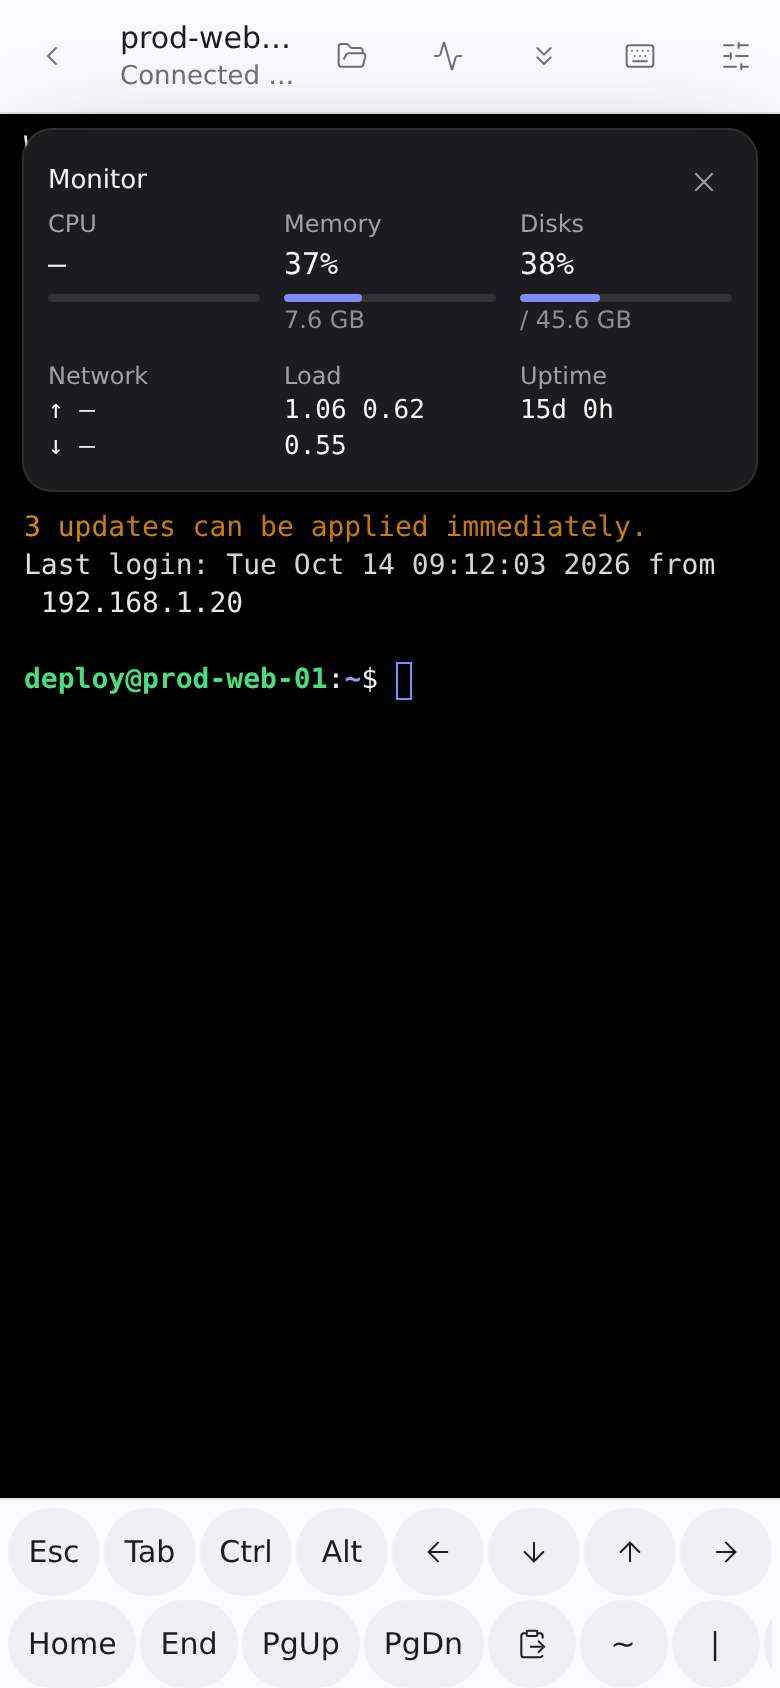 prod-web…
Connected …
Monitor
CPU Memory Disks
— 37% 38%
7.6 GB / 45.6 GB
Network Load Uptime
↑ — 1.06 0.62 15d 0h
↓ — 0.55
3 updates can be applied immediately.
Last login: Tue Oct 14 09:12:03 2026 from
192.168.1.20
deploy@prod-web-01:~$
Esc Tab Ctrl Alt ← ↓ ↑ →
Home End PgUp PgDn ~ |